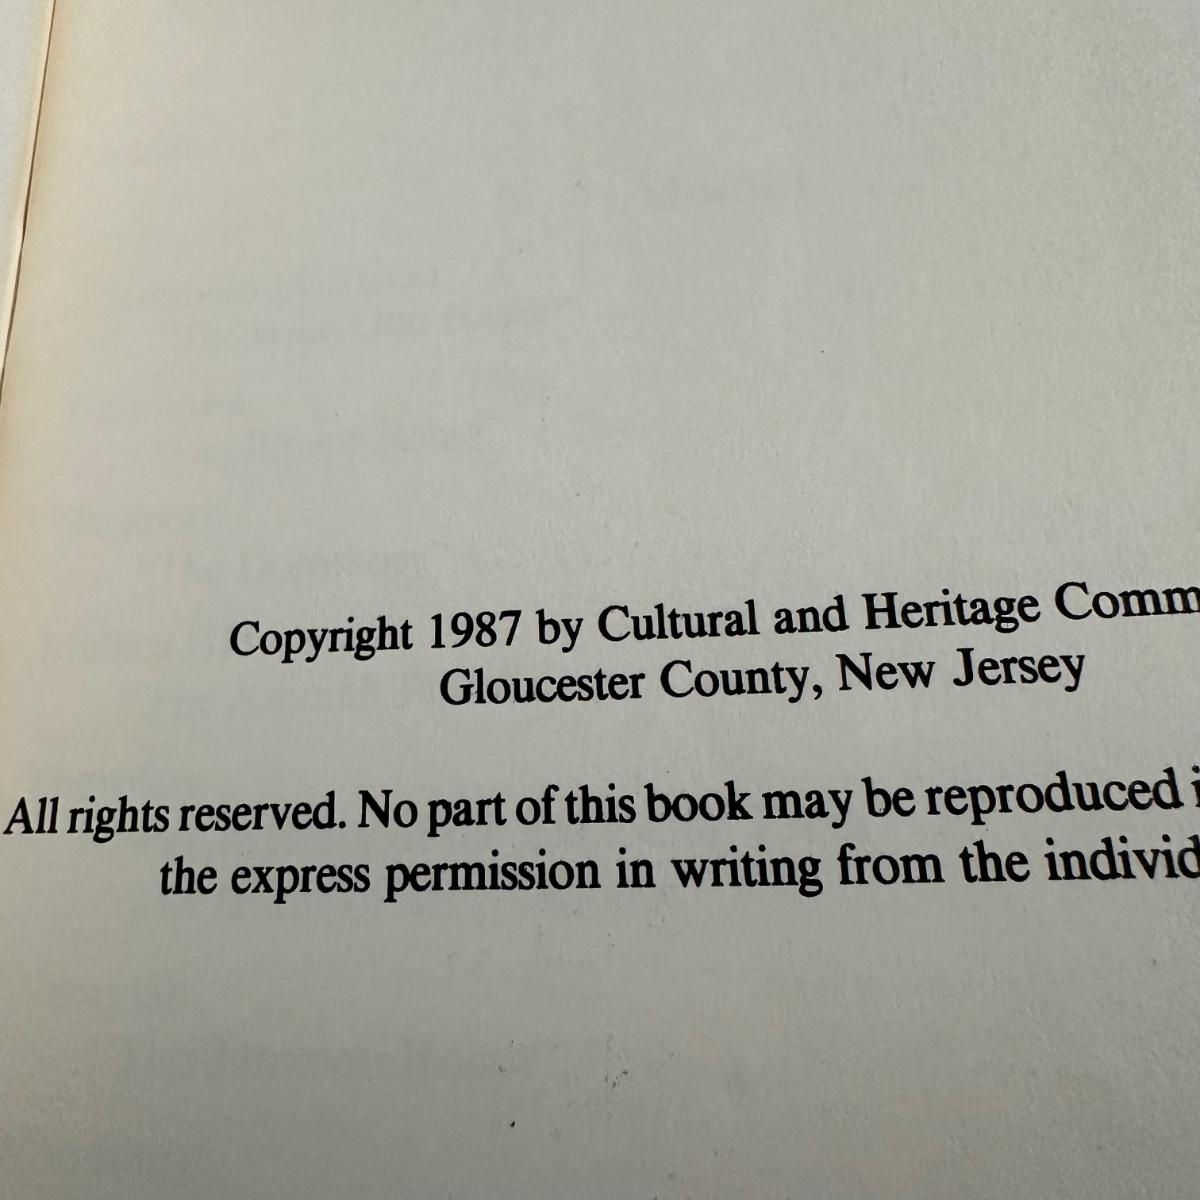 Copyright 1987 by Cultural and Heritage Comm
Gloucester County, New Jersey
All rights reserved. No part of this book may be reproduced i
the express permission in writing from the individ